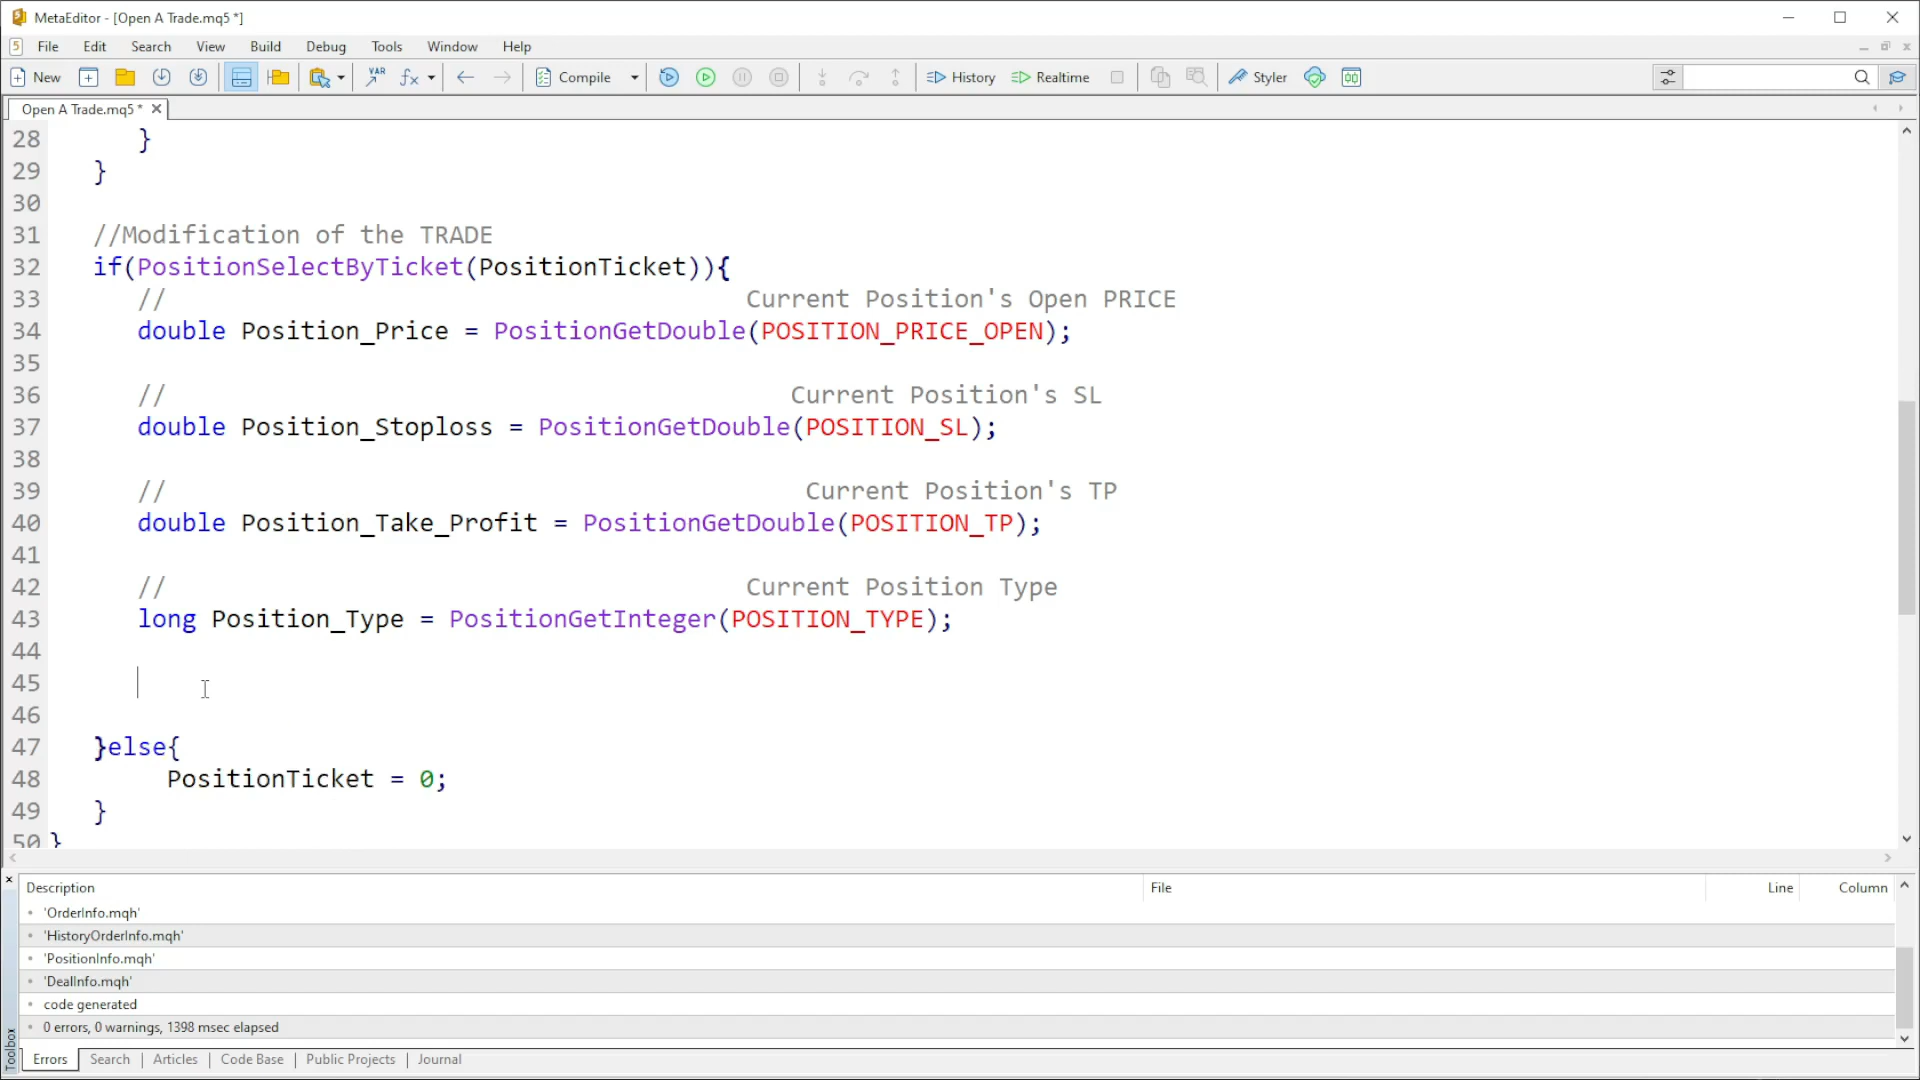 MetaEditor - [Open A Trade.mq5 *]
5 File Edit Search View Build Debug Tools Window Help
New VAR fx Compile History Realtime Styler
Open A Trade.mq5 *
28 }
29 }
30
31 //Modification of the TRADE
32 if(PositionSelectByTicket(PositionTicket)){
33 // Current Position's Open PRICE
34 double Position_Price = PositionGetDouble(POSITION_PRICE_OPEN);
35
36 // Current Position's SL
37 double Position_Stoploss = PositionGetDouble(POSITION_SL);
38
39 // Current Position's TP
40 double Position_Take_Profit = PositionGetDouble(POSITION_TP);
41
42 // Current Position Type
43 long Position_Type = PositionGetInteger(POSITION_TYPE);
44
45
46
47 }else{
48 PositionTicket = 0;
49 }
50 }
Description File Line Column
'OrderInfo.mqh'
'HistoryOrderInfo.mqh'
'PositionInfo.mqh'
'DealInfo.mqh'
code generated
0 errors, 0 warnings, 1398 msec elapsed
Toolbox
Errors Search Articles Code Base Public Projects Journal